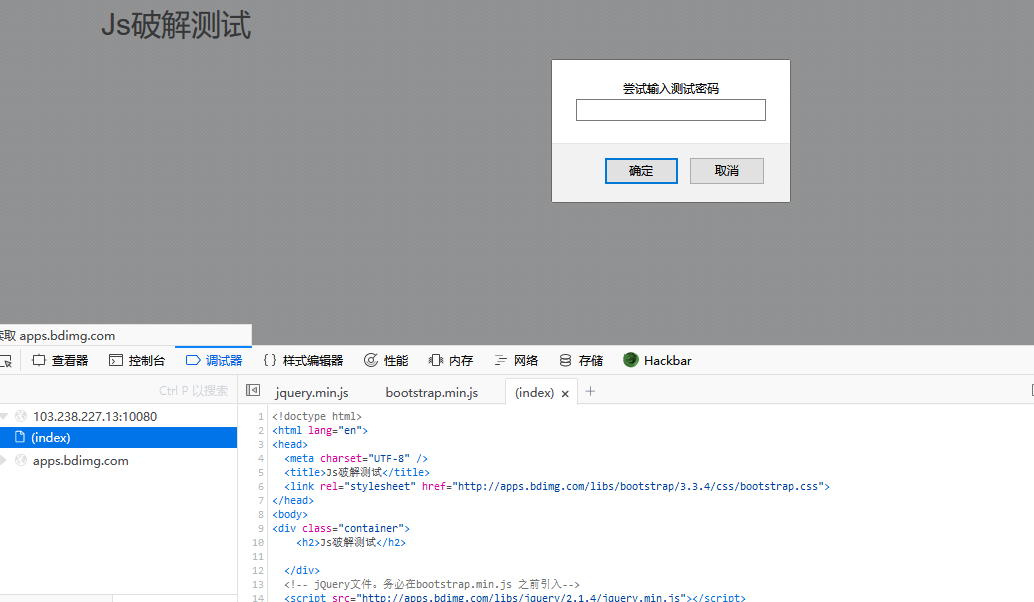 Js破解测试
尝试输入测试密码
确定 取消
读取 apps.bdimg.com
查看器 控制台 调试器 {} 样式编辑器 性能 内存 网络 存储 Hackbar
Ctrl P 以搜索 jquery.min.js bootstrap.min.js (index) × +
103.238.227.13:10080
(index)
apps.bdimg.com
1 <!doctype html>
2 <html lang="en">
3 <head>
4 <meta charset="UTF-8" />
5 <title>Js破解测试</title>
6 <link rel="stylesheet" href="http://apps.bdimg.com/libs/bootstrap/3.3.4/css/bootstrap.css">
7 </head>
8 <body>
9 <div class="container">
10 <h2>Js破解测试</h2>
11
12 </div>
13 <!-- jQuery文件。务必在bootstrap.min.js 之前引入-->
14 <script src="http://apps.bdimg.com/libs/jquery/2.1.4/jquery.min.js"></script>